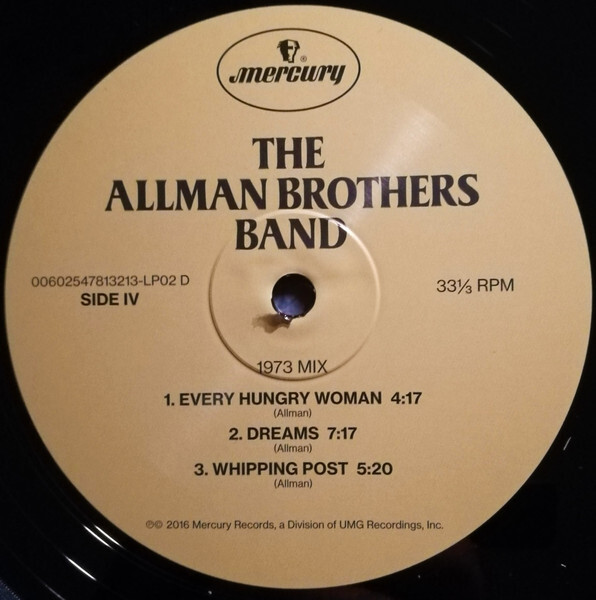 mercury®
THE
ALLMAN BROTHERS
BAND
00602547813213-LP02 D
SIDE IV
33⅓ RPM
1973 MIX
1. EVERY HUNGRY WOMAN 4:17
(Allman)
2. DREAMS 7:17
(Allman)
3. WHIPPING POST 5:20
(Allman)
℗© 2016 Mercury Records, a Division of UMG Recordings, Inc.